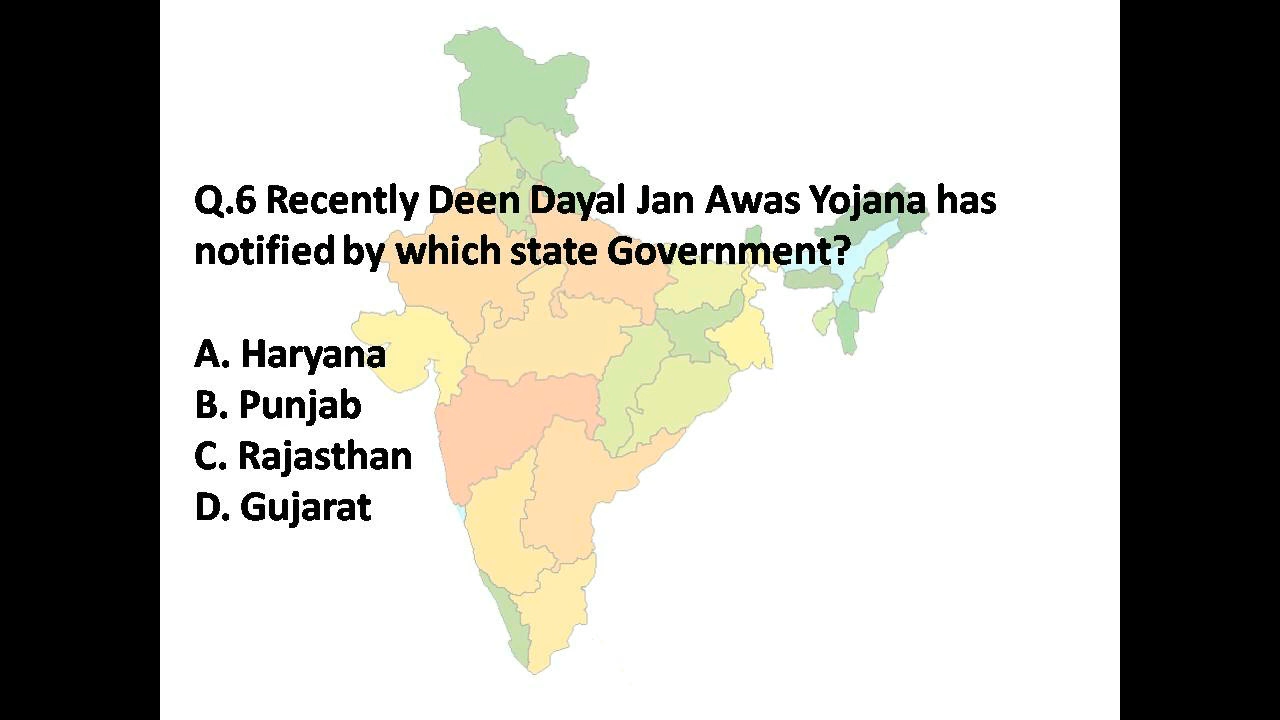 Q.6 Recently Deen Dayal Jan Awas Yojana has
notified by which state Government?
A. Haryana
B. Punjab
C. Rajasthan
D. Gujarat